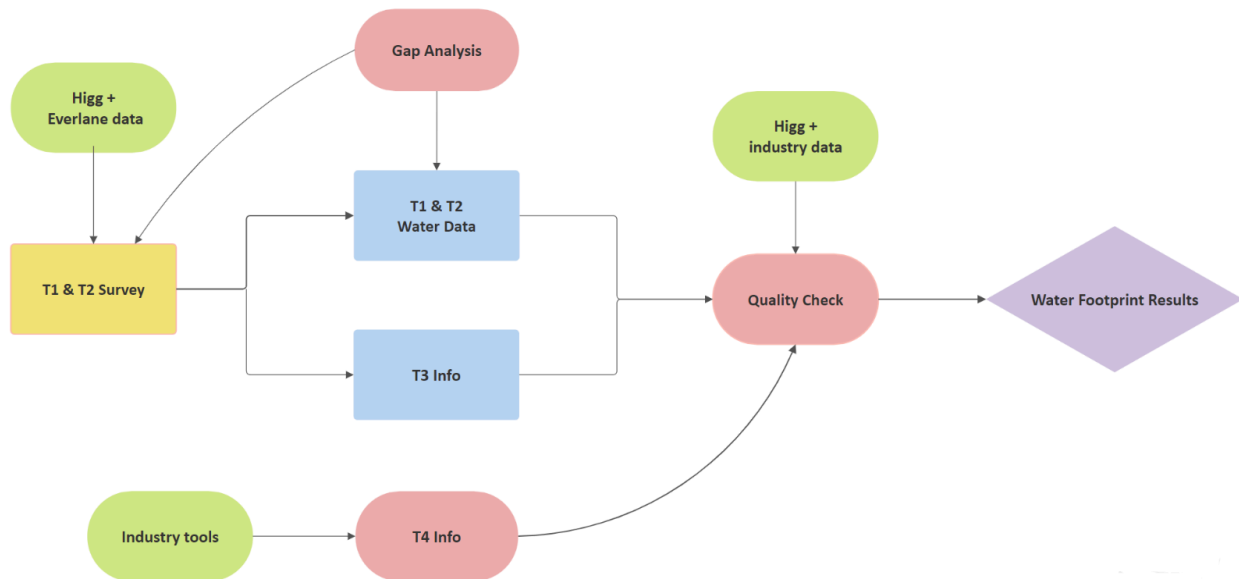 Gap Analysis
Higg +
Everlane data
Higg +
industry data
T1 & T2
Water Data
T1 & T2 Survey
Quality Check
Water Footprint Results
T3 Info
Industry tools
T4 Info